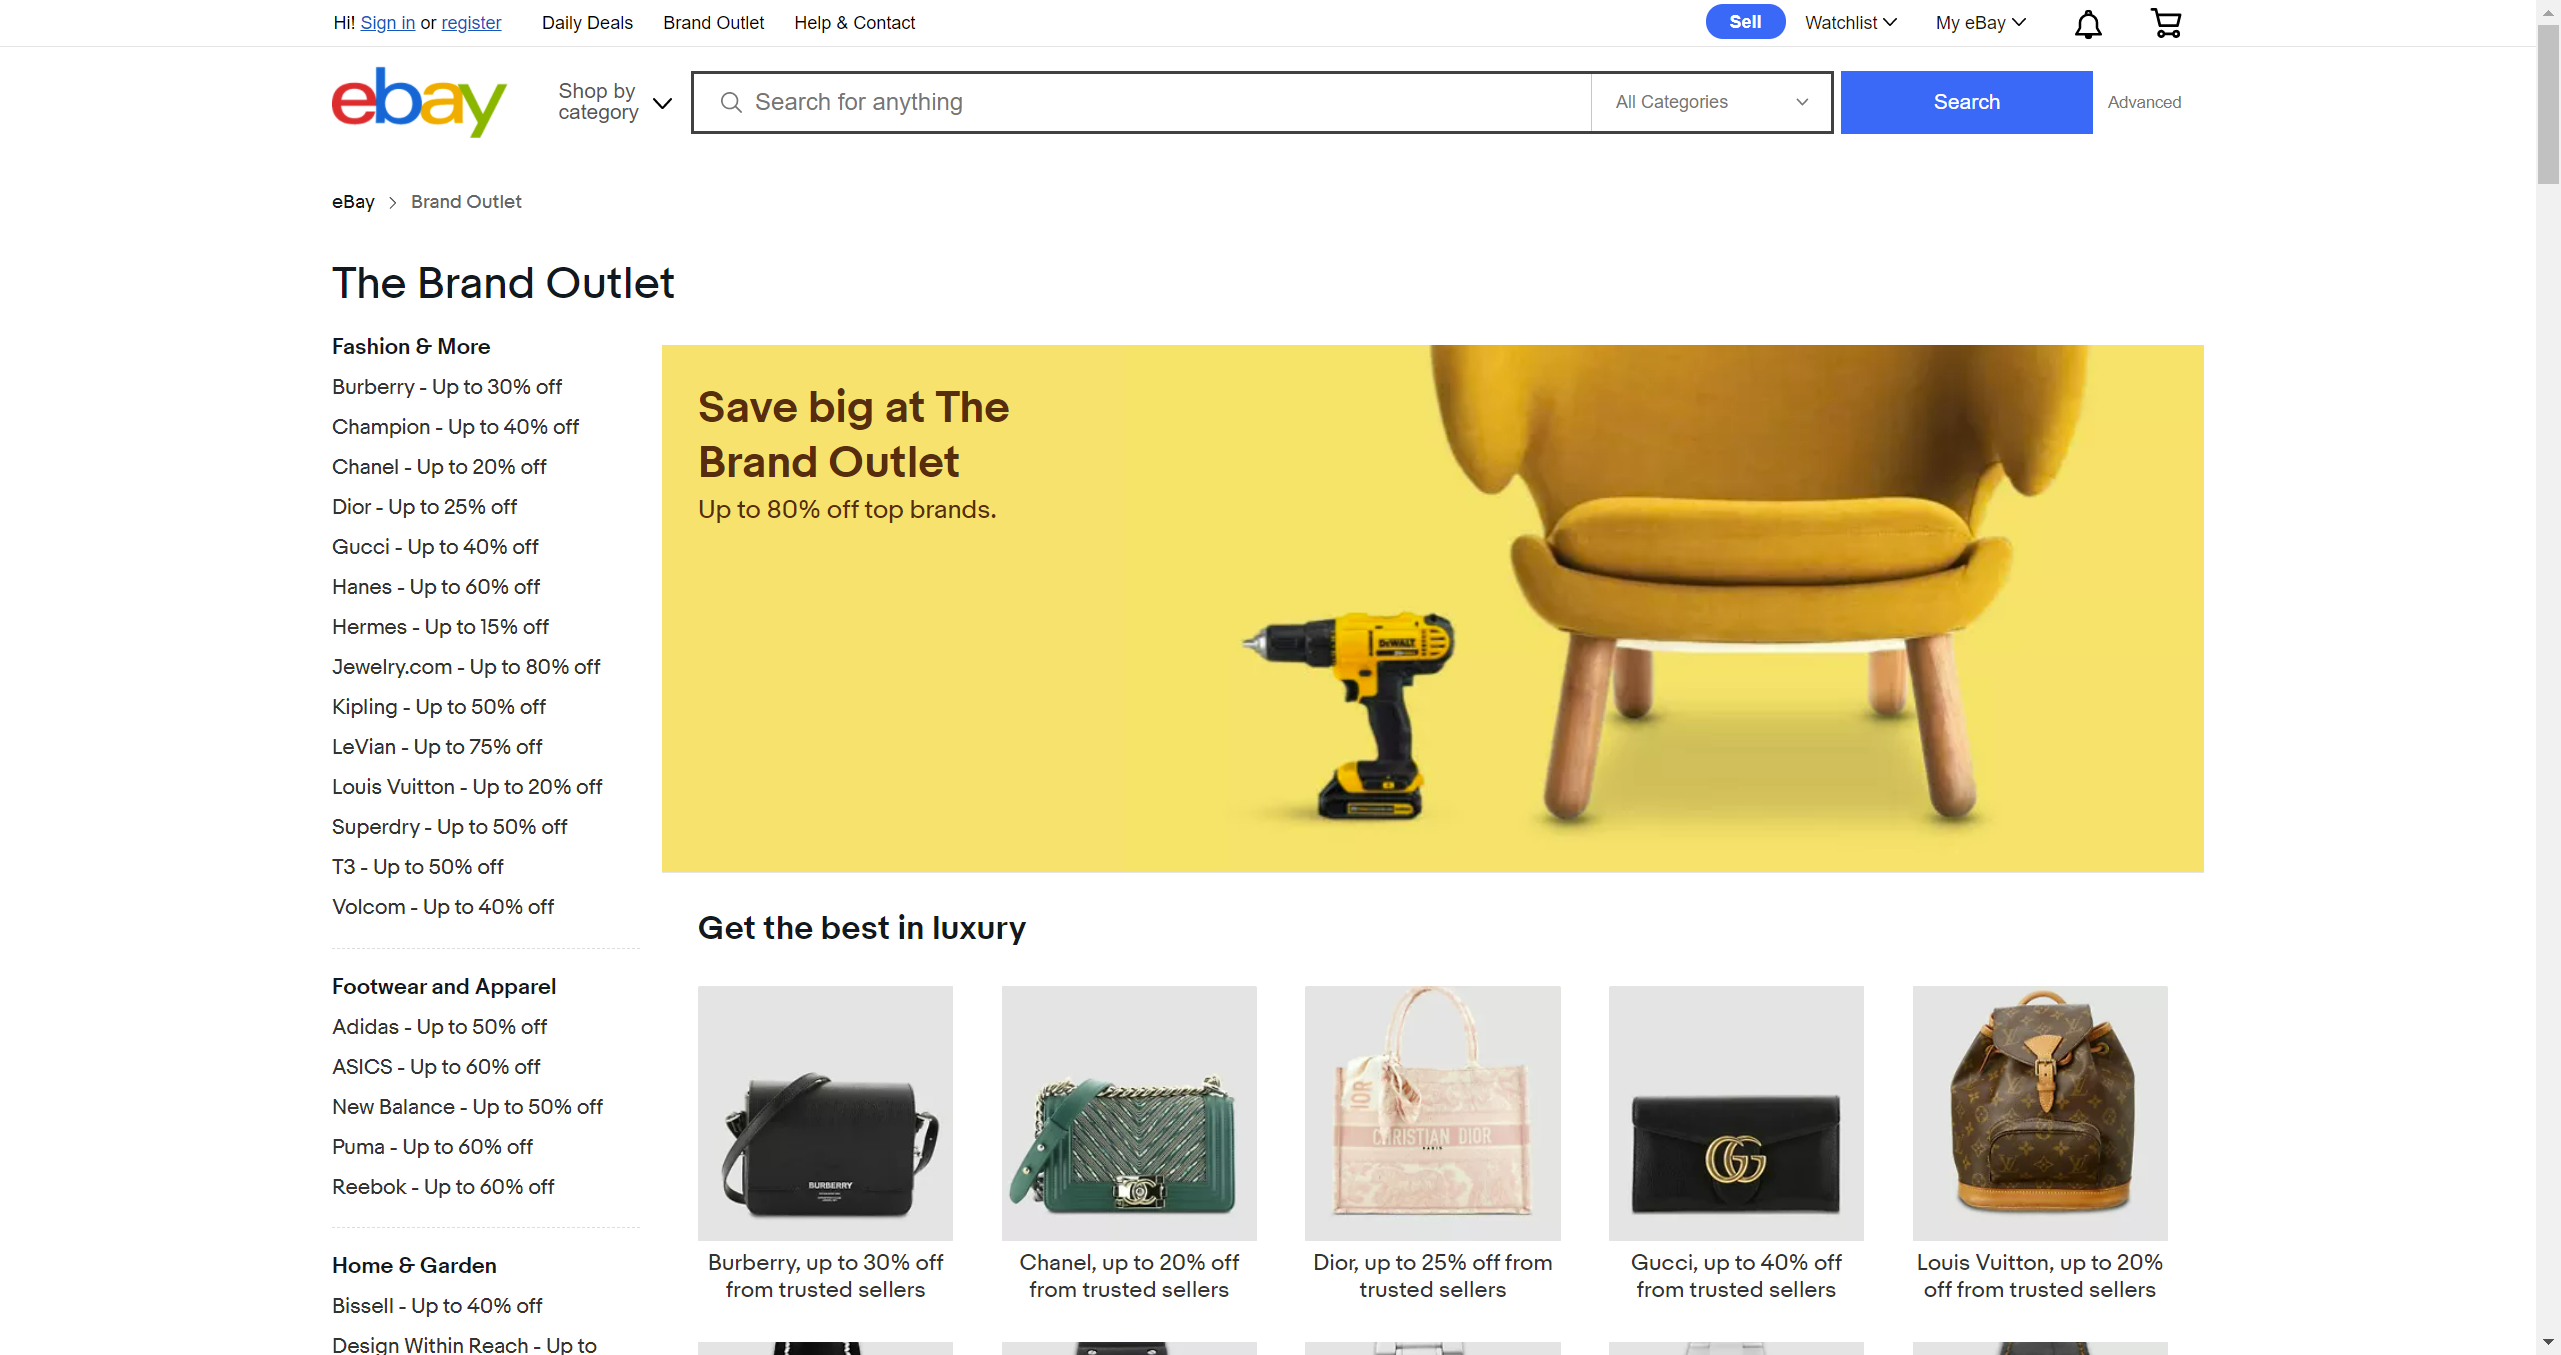 Hi! Sign in or register
Daily Deals
Brand Outlet
Help & Contact
Sell
Watchlist
My eBay
ebay
Shop by
category
Search for anything
All Categories
Search
Advanced
eBay
Brand Outlet
The Brand Outlet
Fashion & More
Burberry - Up to 30% off
Champion - Up to 40% off
Chanel - Up to 20% off
Dior - Up to 25% off
Gucci - Up to 40% off
Hanes - Up to 60% off
Hermes - Up to 15% off
Jewelry.com - Up to 80% off
Kipling - Up to 50% off
LeVian - Up to 75% off
Louis Vuitton - Up to 20% off
Superdry - Up to 50% off
T3 - Up to 50% off
Volcom - Up to 40% off
Footwear and Apparel
Adidas - Up to 50% off
ASICS - Up to 60% off
New Balance - Up to 50% off
Puma - Up to 60% off
Reebok - Up to 60% off
Home & Garden
Bissell - Up to 40% off
Design Within Reach - Up to
Save big at The
Brand Outlet
Up to 80% off top brands.
DEWALT
Get the best in luxury
BURBERRY
CHRISTIAN DIOR
PARIS
Burberry, up to 30% off
from trusted sellers
Chanel, up to 20% off
from trusted sellers
Dior, up to 25% off from
trusted sellers
Gucci, up to 40% off
from trusted sellers
Louis Vuitton, up to 20%
off from trusted sellers